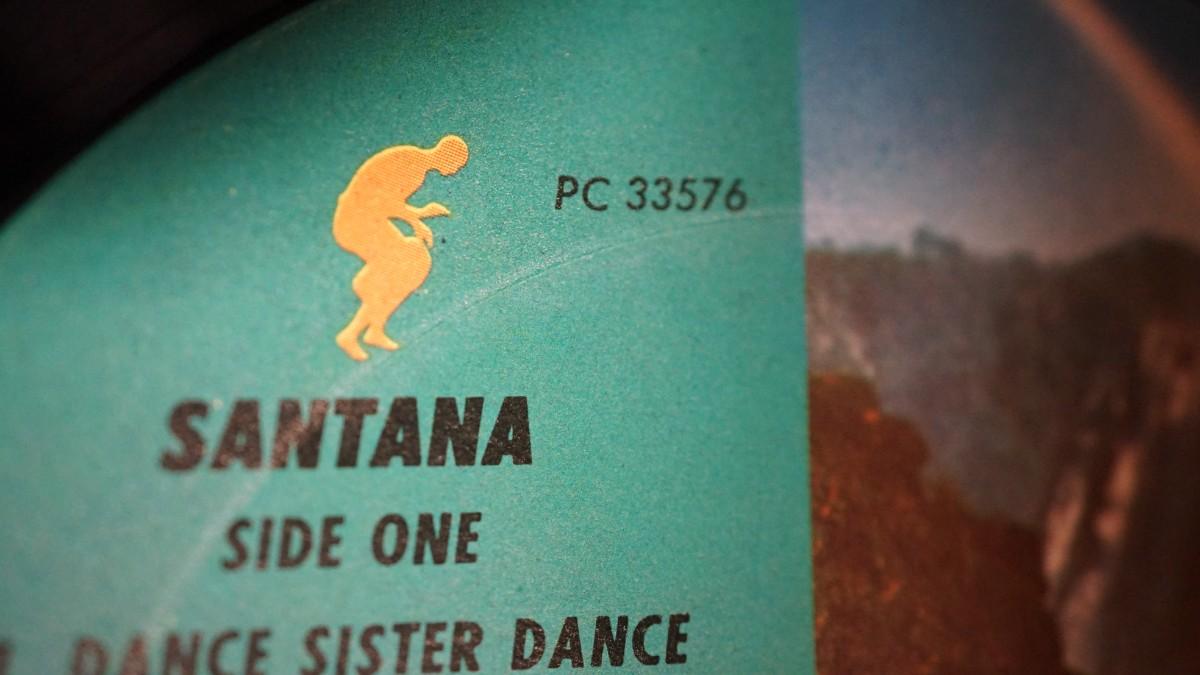 PC 33576
SANTANA
SIDE ONE
DANCE SISTER DANCE